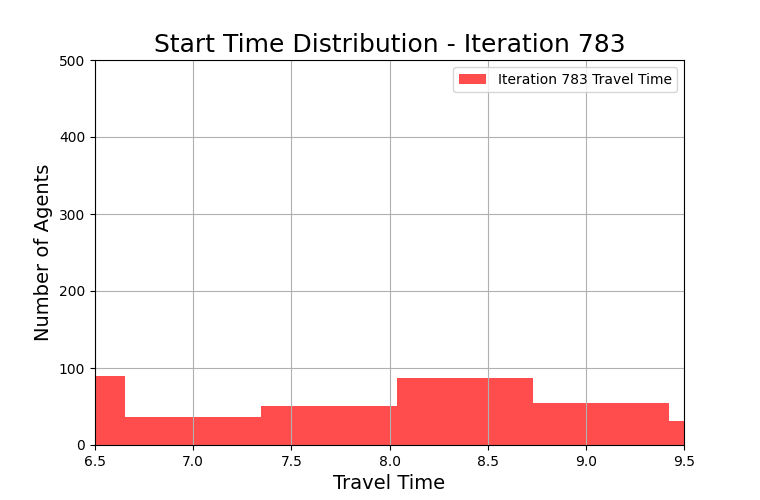 Start Time Distribution - Iteration 783
Iteration 783 Travel Time
Number of Agents
500
400
300
200
100
0
6.5 7.0 7.5 8.0 8.5 9.0 9.5
Travel Time